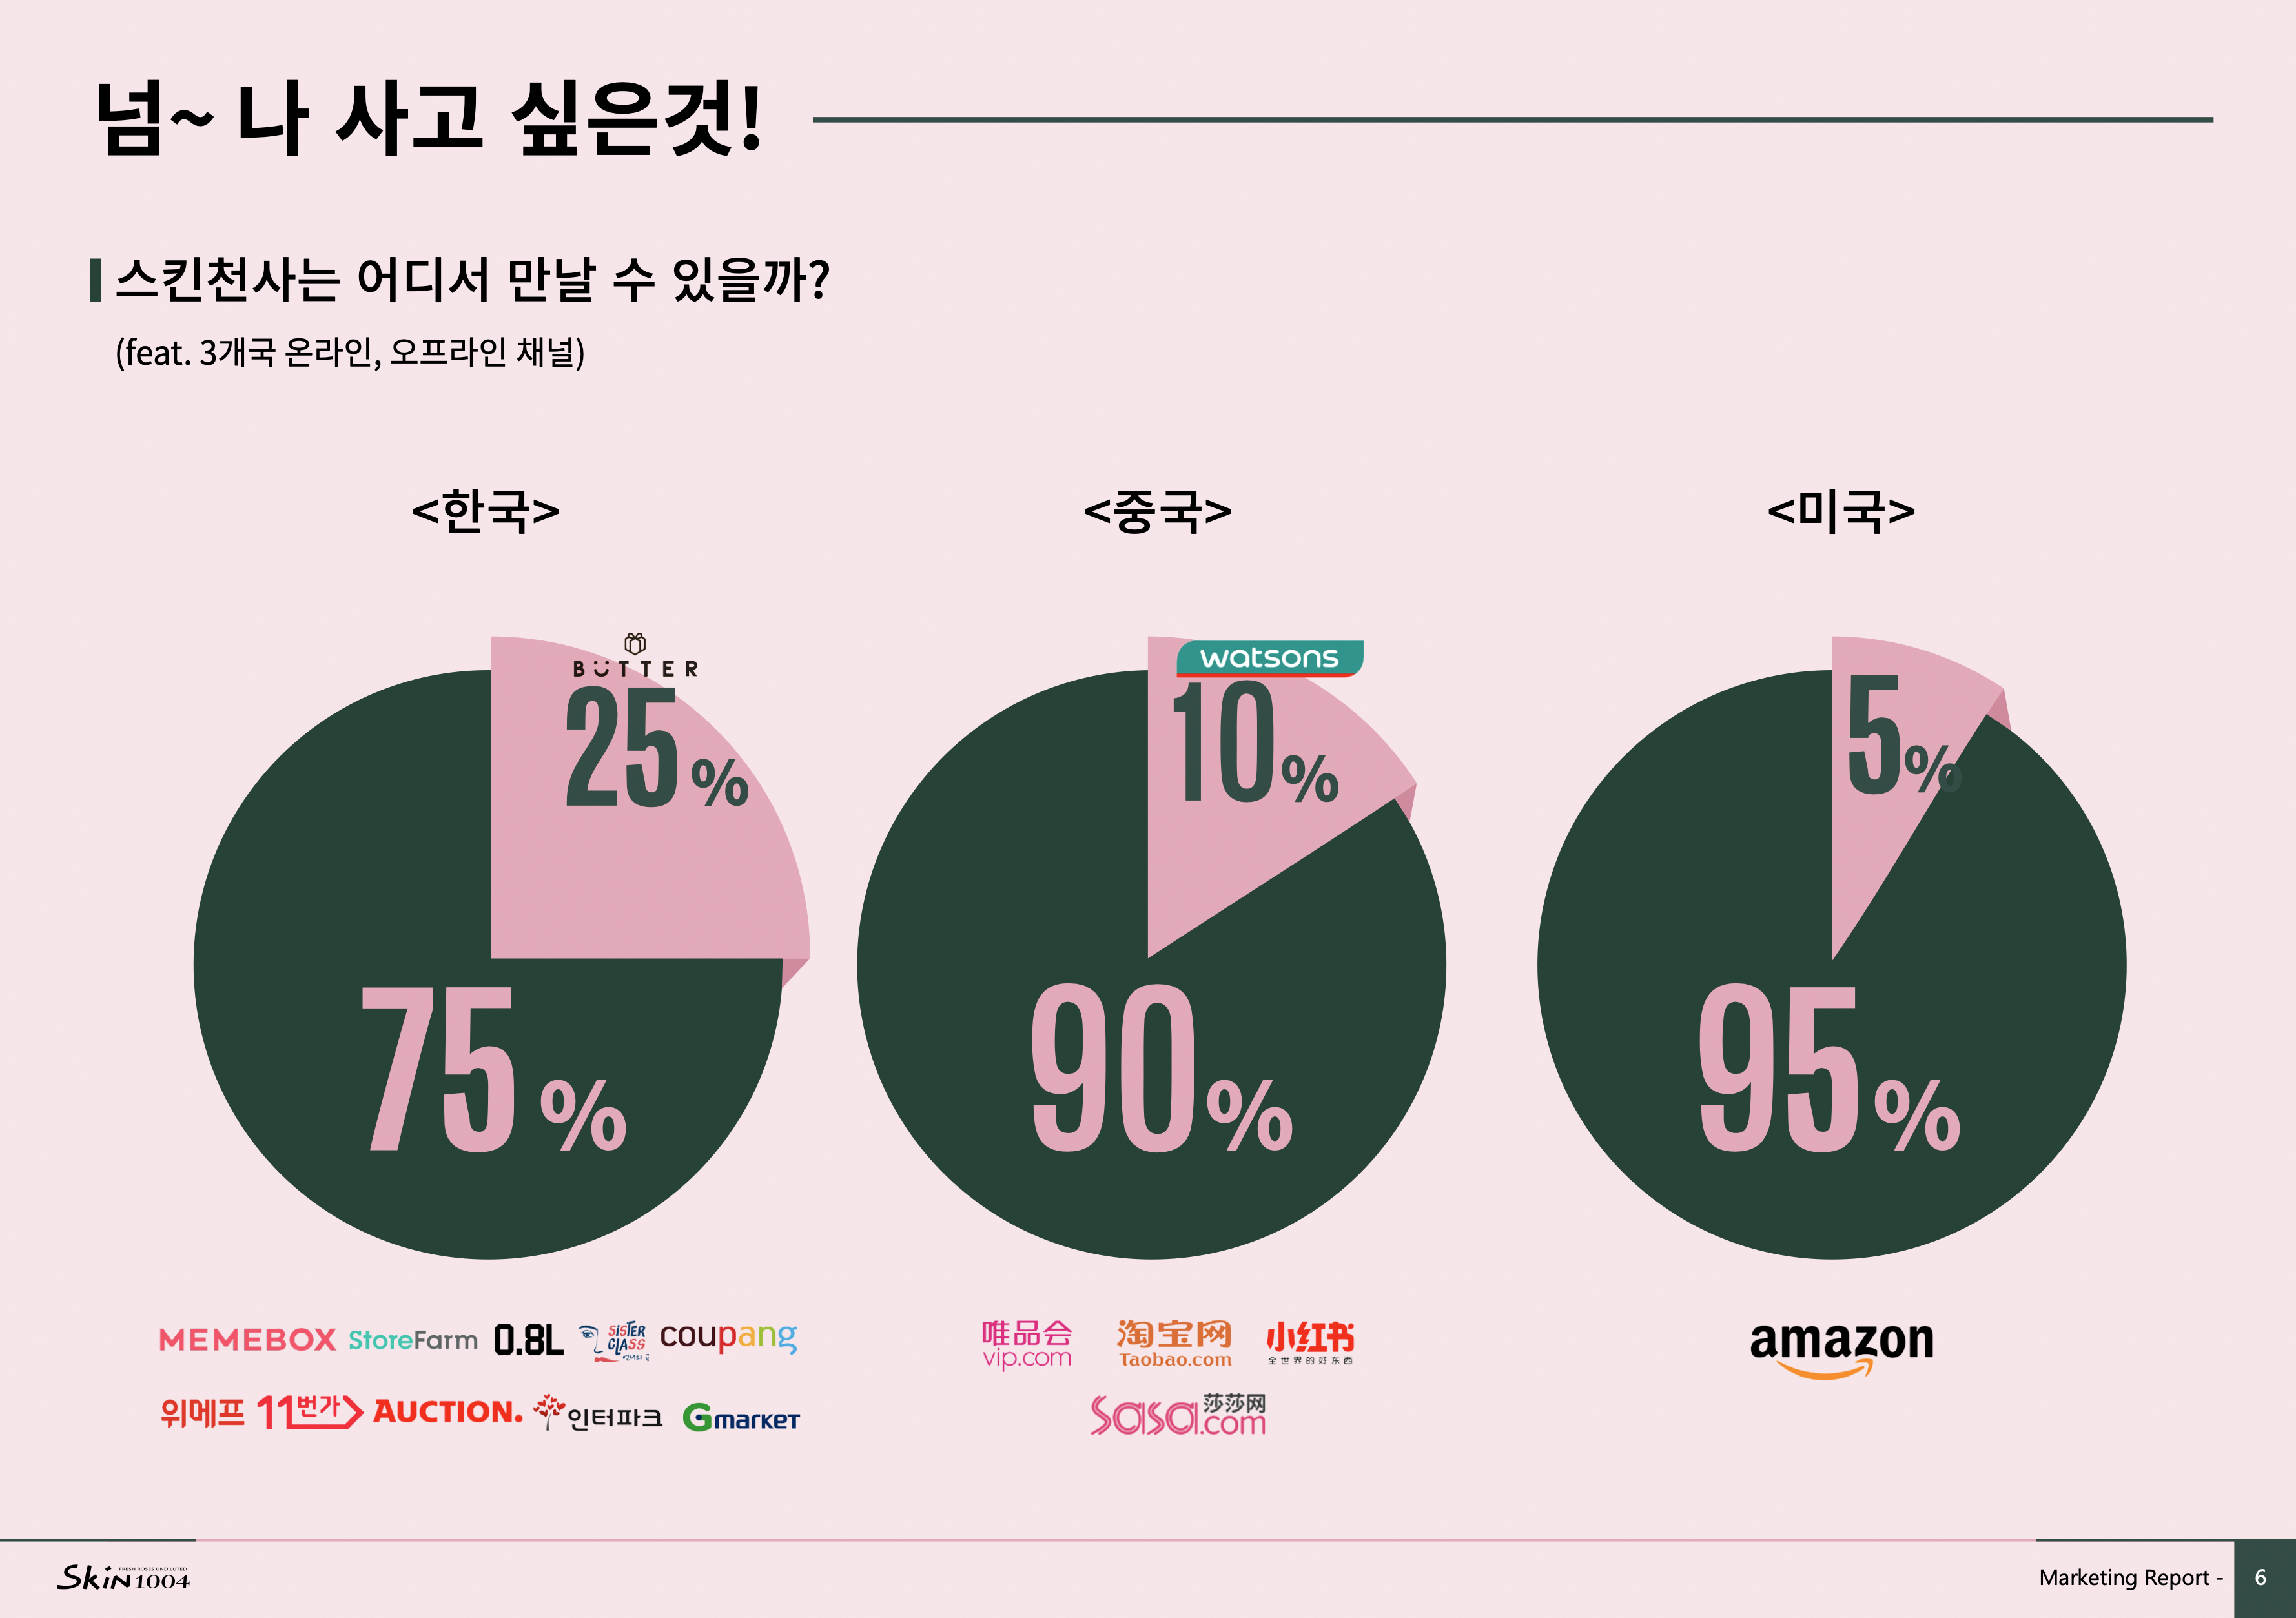 넘~ 나 사고 싶은것!
스킨천사는 어디서 만날 수 있을까?
(feat. 3개국 온라인, 오프라인 채널)
<한국>
<중국>
<미국>
BÜTTER
25%
75%
watsons
10%
90%
5%
95%
MEMEBOX StoreFarm 0.8L SiSTER CLASS coupang
위메프 11번가 AUCTION. 인터파크 Gmarket
唯品会
vip.com
淘宝网
Taobao.com
小红书
全世界的好东西
sasa.com 莎莎网
amazon
FRESH ROSES UNDILUTED
SKiN1004
Marketing Report - 6